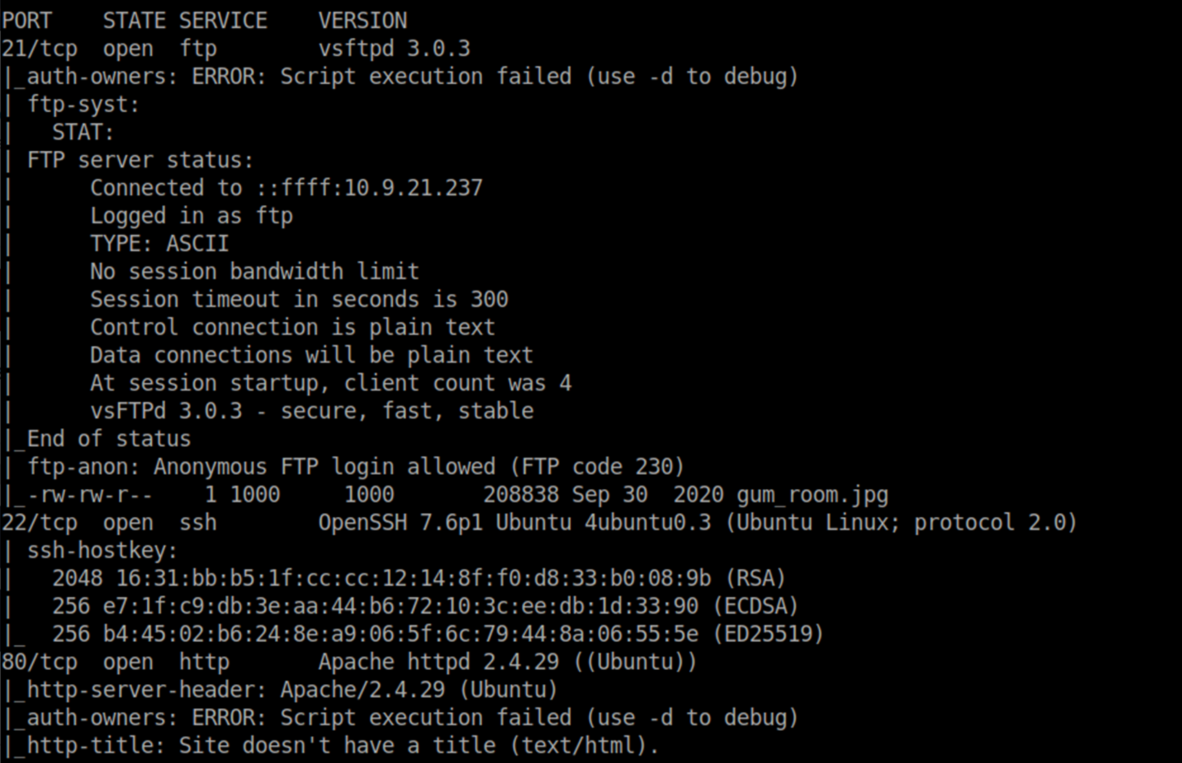 PORT    STATE SERVICE    VERSION
21/tcp  open  ftp        vsftpd 3.0.3
|_auth-owners: ERROR: Script execution failed (use -d to debug)
| ftp-syst:
|   STAT:
| FTP server status:
|      Connected to ::ffff:10.9.21.237
|      Logged in as ftp
|      TYPE: ASCII
|      No session bandwidth limit
|      Session timeout in seconds is 300
|      Control connection is plain text
|      Data connections will be plain text
|      At session startup, client count was 4
|      vsFTPd 3.0.3 - secure, fast, stable
|_End of status
| ftp-anon: Anonymous FTP login allowed (FTP code 230)
|_-rw-rw-r--    1 1000     1000       208838 Sep 30  2020 gum_room.jpg
22/tcp  open  ssh        OpenSSH 7.6p1 Ubuntu 4ubuntu0.3 (Ubuntu Linux; protocol 2.0)
| ssh-hostkey:
|   2048 16:31:bb:b5:1f:cc:cc:12:14:8f:f0:d8:33:b0:08:9b (RSA)
|   256 e7:1f:c9:db:3e:aa:44:b6:72:10:3c:ee:db:1d:33:90 (ECDSA)
|_  256 b4:45:02:b6:24:8e:a9:06:5f:6c:79:44:8a:06:55:5e (ED25519)
80/tcp  open  http       Apache httpd 2.4.29 ((Ubuntu))
|_http-server-header: Apache/2.4.29 (Ubuntu)
|_auth-owners: ERROR: Script execution failed (use -d to debug)
|_http-title: Site doesn't have a title (text/html).